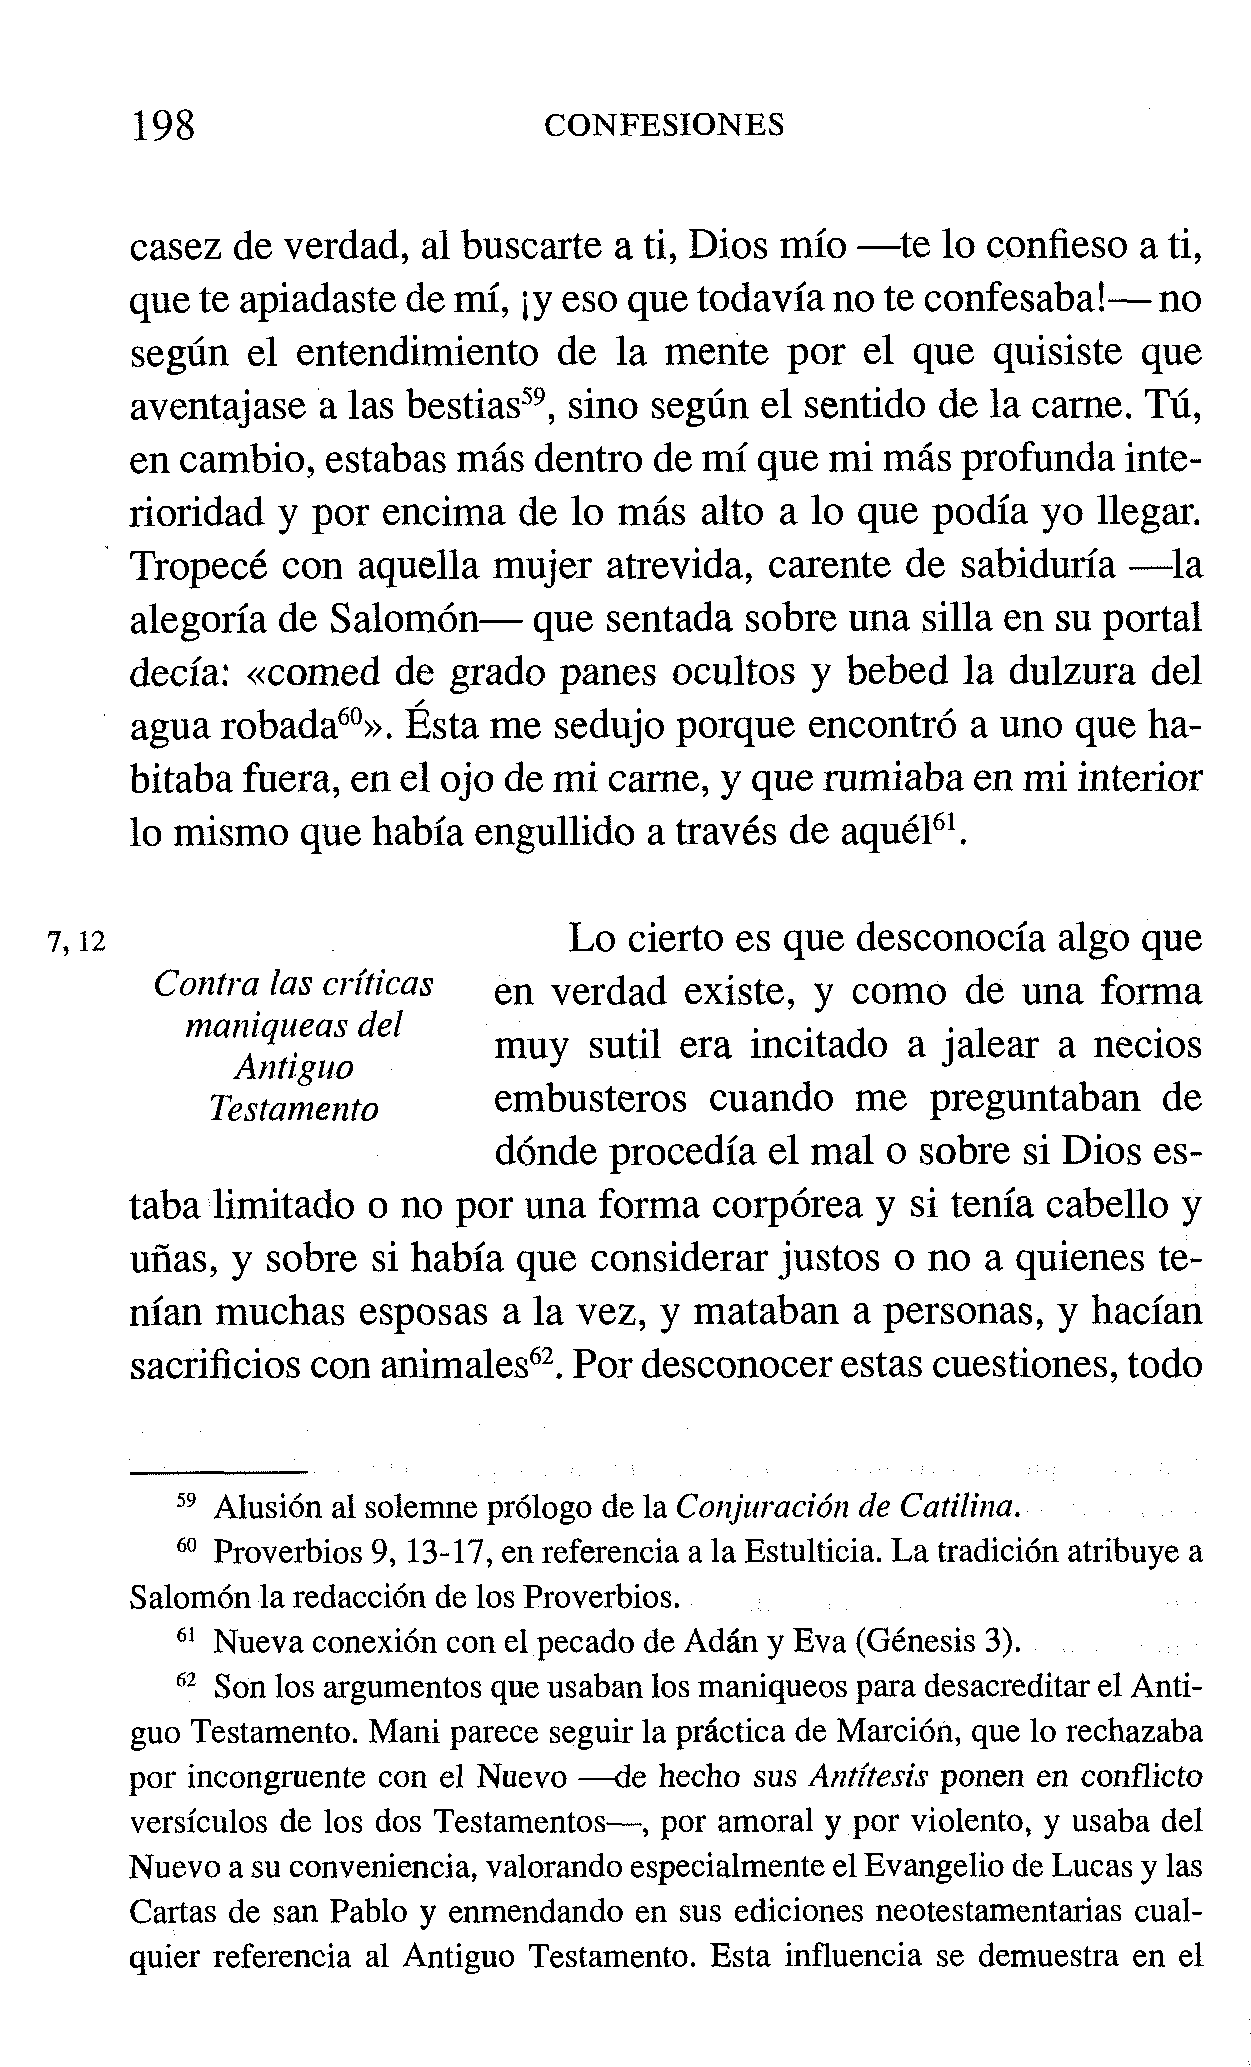 198 CONFESIONES
casez de verdad, al buscarte a ti, Dios mío —te lo confieso a ti,
que te apiadaste de mí, ¡y eso que todavía no te confesaba!— no
según el entendimiento de la mente por el que quisiste que
aventajase a las bestias⁵⁹, sino según el sentido de la carne. Tú,
en cambio, estabas más dentro de mí que mi más profunda inte-
rioridad y por encima de lo más alto a lo que podía yo llegar.
Tropecé con aquella mujer atrevida, carente de sabiduría —la
alegoría de Salomón— que sentada sobre una silla en su portal
decía: «comed de grado panes ocultos y bebed la dulzura del
agua robada⁶⁰». Ésta me sedujo porque encontró a uno que ha-
bitaba fuera, en el ojo de mi carne, y que rumiaba en mi interior
lo mismo que había engullido a través de aquél⁶¹.
7, 12
Contra las críticas
maniqueas del
Antiguo
Testamento
Lo cierto es que desconocía algo que
en verdad existe, y como de una forma
muy sutil era incitado a jalear a necios
embusteros cuando me preguntaban de
dónde procedía el mal o sobre si Dios es-
taba limitado o no por una forma corpórea y si tenía cabello y
uñas, y sobre si había que considerar justos o no a quienes te-
nían muchas esposas a la vez, y mataban a personas, y hacían
sacrificios con animales⁶². Por desconocer estas cuestiones, todo
⁵⁹ Alusión al solemne prólogo de la Conjuración de Catilina.
⁶⁰ Proverbios 9, 13-17, en referencia a la Estulticia. La tradición atribuye a
Salomón la redacción de los Proverbios.
⁶¹ Nueva conexión con el pecado de Adán y Eva (Génesis 3).
⁶² Son los argumentos que usaban los maniqueos para desacreditar el Anti-
guo Testamento. Mani parece seguir la práctica de Marción, que lo rechazaba
por incongruente con el Nuevo —de hecho sus Antítesis ponen en conflicto
versículos de los dos Testamentos—, por amoral y por violento, y usaba del
Nuevo a su conveniencia, valorando especialmente el Evangelio de Lucas y las
Cartas de san Pablo y enmendando en sus ediciones neotestamentarias cual-
quier referencia al Antiguo Testamento. Esta influencia se demuestra en el